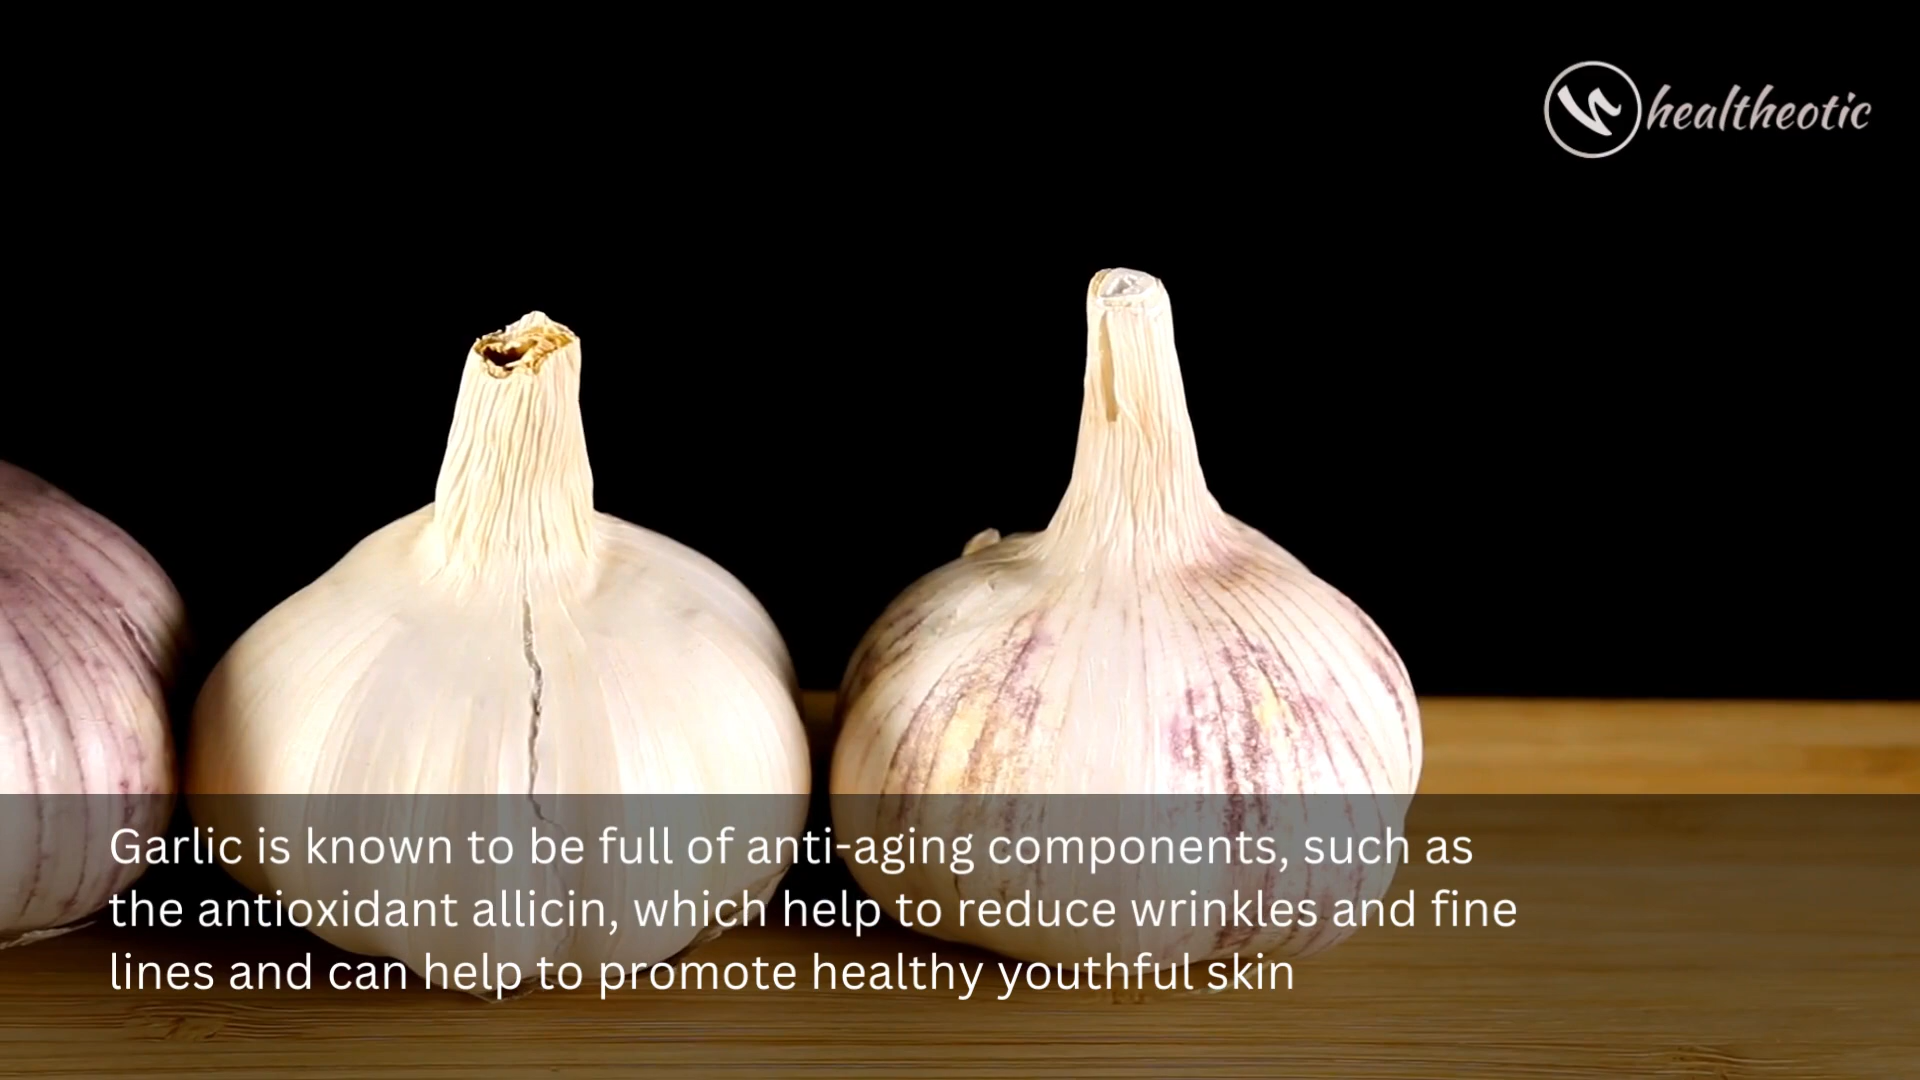 healtheotic
Garlic is known to be full of anti-aging components, such as
the antioxidant allicin, which help to reduce wrinkles and fine
lines and can help to promote healthy youthful skin